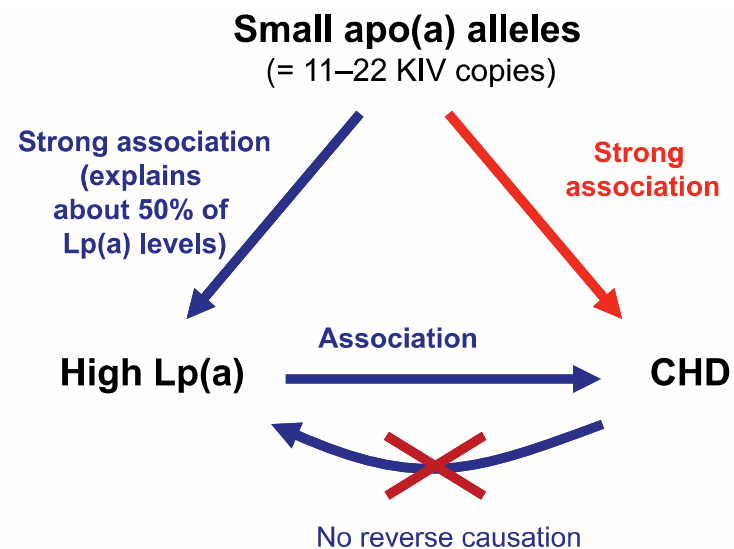 Small apo(a) alleles
(= 11–22 KIV copies)
Strong association
(explains
about 50% of
Lp(a) levels)
Strong
association
Association
High Lp(a)
CHD
No reverse causation